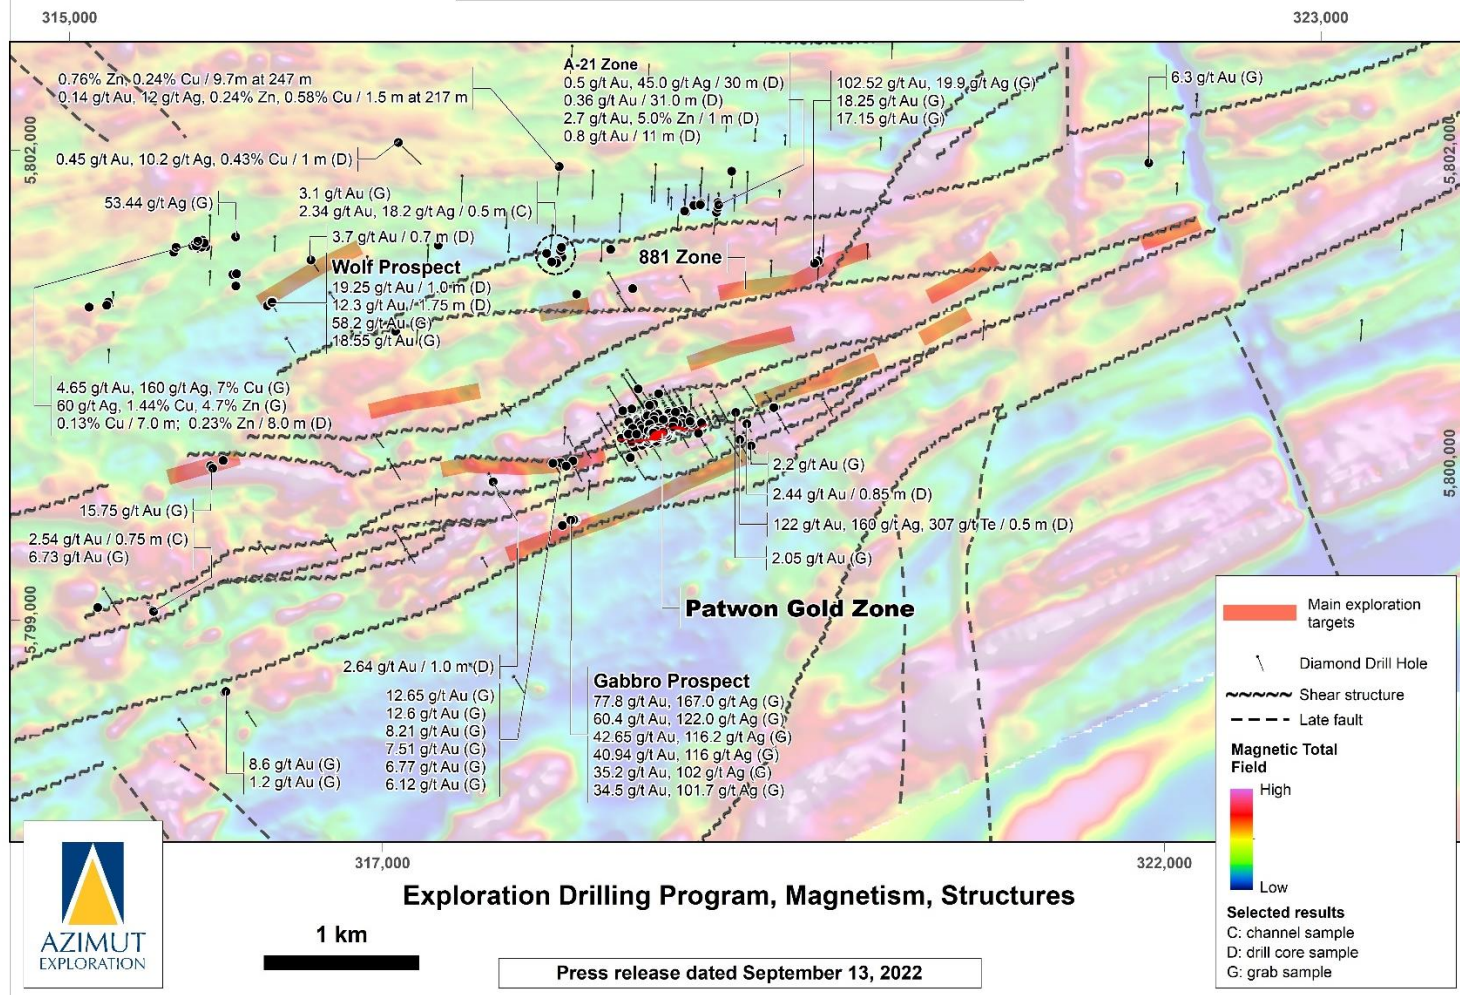 315,000
323,000
0.76% Zn, 0.24% Cu / 9.7m at 247 m
0.14 g/t Au, 12 g/t Ag, 0.24% Zn, 0.58% Cu / 1.5 m at 217 m
A-21 Zone
0.5 g/t Au, 45.0 g/t Ag / 30 m (D)
0.36 g/t Au / 31.0 m (D)
2.7 g/t Au, 5.0% Zn / 1 m (D)
0.8 g/t Au / 11 m (D)
102.52 g/t Au, 19.9 g/t Ag (G)
18.25 g/t Au (G)
17.15 g/t Au (G)
6.3 g/t Au (G)
5,802,000
5,802,000
0.45 g/t Au, 10.2 g/t Ag, 0.43% Cu / 1 m (D)
53.44 g/t Ag (G)
3.1 g/t Au (G)
2.34 g/t Au, 18.2 g/t Ag / 0.5 m (C)
3.7 g/t Au / 0.7 m (D)
881 Zone
Wolf Prospect
19.25 g/t Au / 1.0 m (D)
12.3 g/t Au / 1.75 m (D)
58.2 g/t Au (G)
18.55 g/t Au (G)
4.65 g/t Au, 160 g/t Ag, 7% Cu (G)
60 g/t Ag, 1.44% Cu, 4.7% Zn (G)
0.13% Cu / 7.0 m; 0.23% Zn / 8.0 m (D)
5,800,000
2.2 g/t Au (G)
2.44 g/t Au / 0.85 m (D)
122 g/t Au, 160 g/t Ag, 307 g/t Te / 0.5 m (D)
2.05 g/t Au (G)
15.75 g/t Au (G)
2.54 g/t Au / 0.75 m (C)
6.73 g/t Au (G)
5,799,000
Patwon Gold Zone
2.64 g/t Au / 1.0 m (D)
12.65 g/t Au (G)
12.6 g/t Au (G)
8.21 g/t Au (G)
7.51 g/t Au (G)
6.77 g/t Au (G)
6.12 g/t Au (G)
Gabbro Prospect
77.8 g/t Au, 167.0 g/t Ag (G)
60.4 g/t Au, 122.0 g/t Ag (G)
42.65 g/t Au, 116.2 g/t Ag (G)
40.94 g/t Au, 116 g/t Ag (G)
35.2 g/t Au, 102 g/t Ag (G)
34.5 g/t Au, 101.7 g/t Ag (G)
8.6 g/t Au (G)
1.2 g/t Au (G)
Main exploration
targets
Diamond Drill Hole
Shear structure
Late fault
Magnetic Total
Field
High
Low
Selected results
C: channel sample
D: drill core sample
G: grab sample
317,000
322,000
AZIMUT
EXPLORATION
Exploration Drilling Program, Magnetism, Structures
1 km
Press release dated September 13, 2022